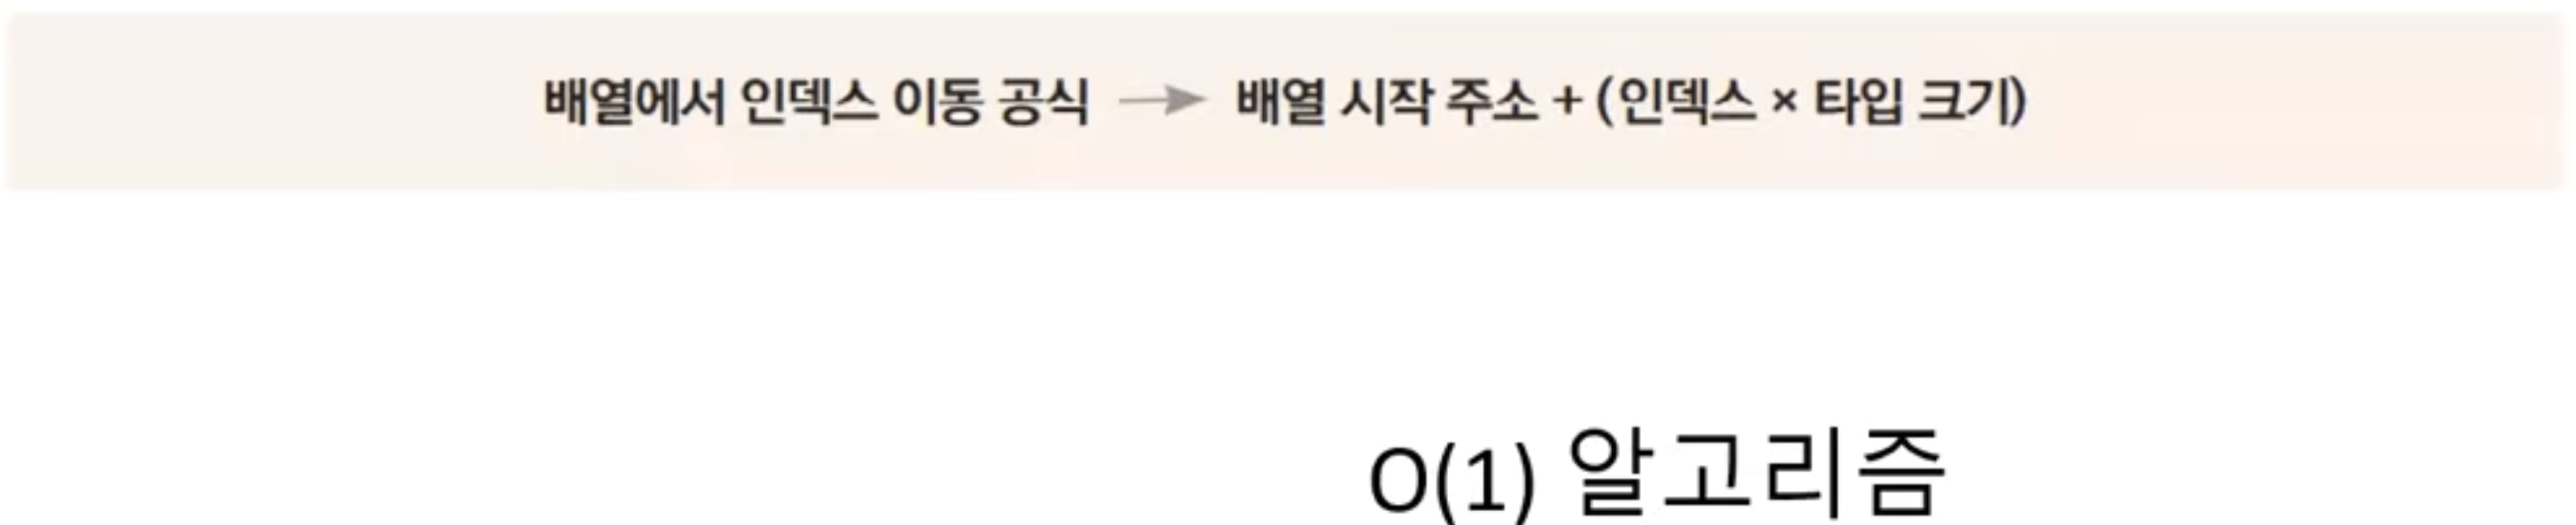 배열에서 인덱스 이동 공식 → 배열 시작 주소 + (인덱스 × 타입 크기)
O(1) 알고리즘